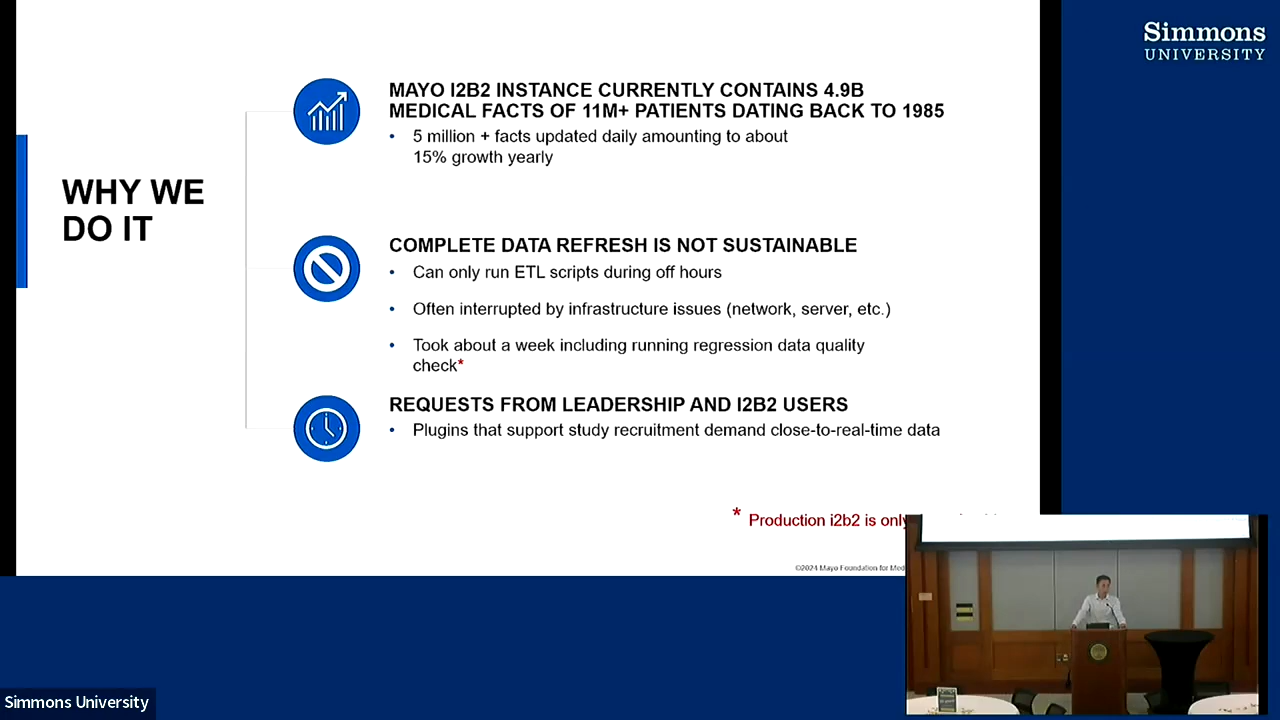 Simmons
UNIVERSITY
WHY WE
DO IT
MAYO I2B2 INSTANCE CURRENTLY CONTAINS 4.9B
MEDICAL FACTS OF 11M+ PATIENTS DATING BACK TO 1985
• 5 million + facts updated daily amounting to about
15% growth yearly
COMPLETE DATA REFRESH IS NOT SUSTAINABLE
• Can only run ETL scripts during off hours
• Often interrupted by infrastructure issues (network, server, etc.)
• Took about a week including running regression data quality
check*
REQUESTS FROM LEADERSHIP AND I2B2 USERS
• Plugins that support study recruitment demand close-to-real-time data
* Production i2b2 is only
©2024 Mayo Foundation for
Simmons University